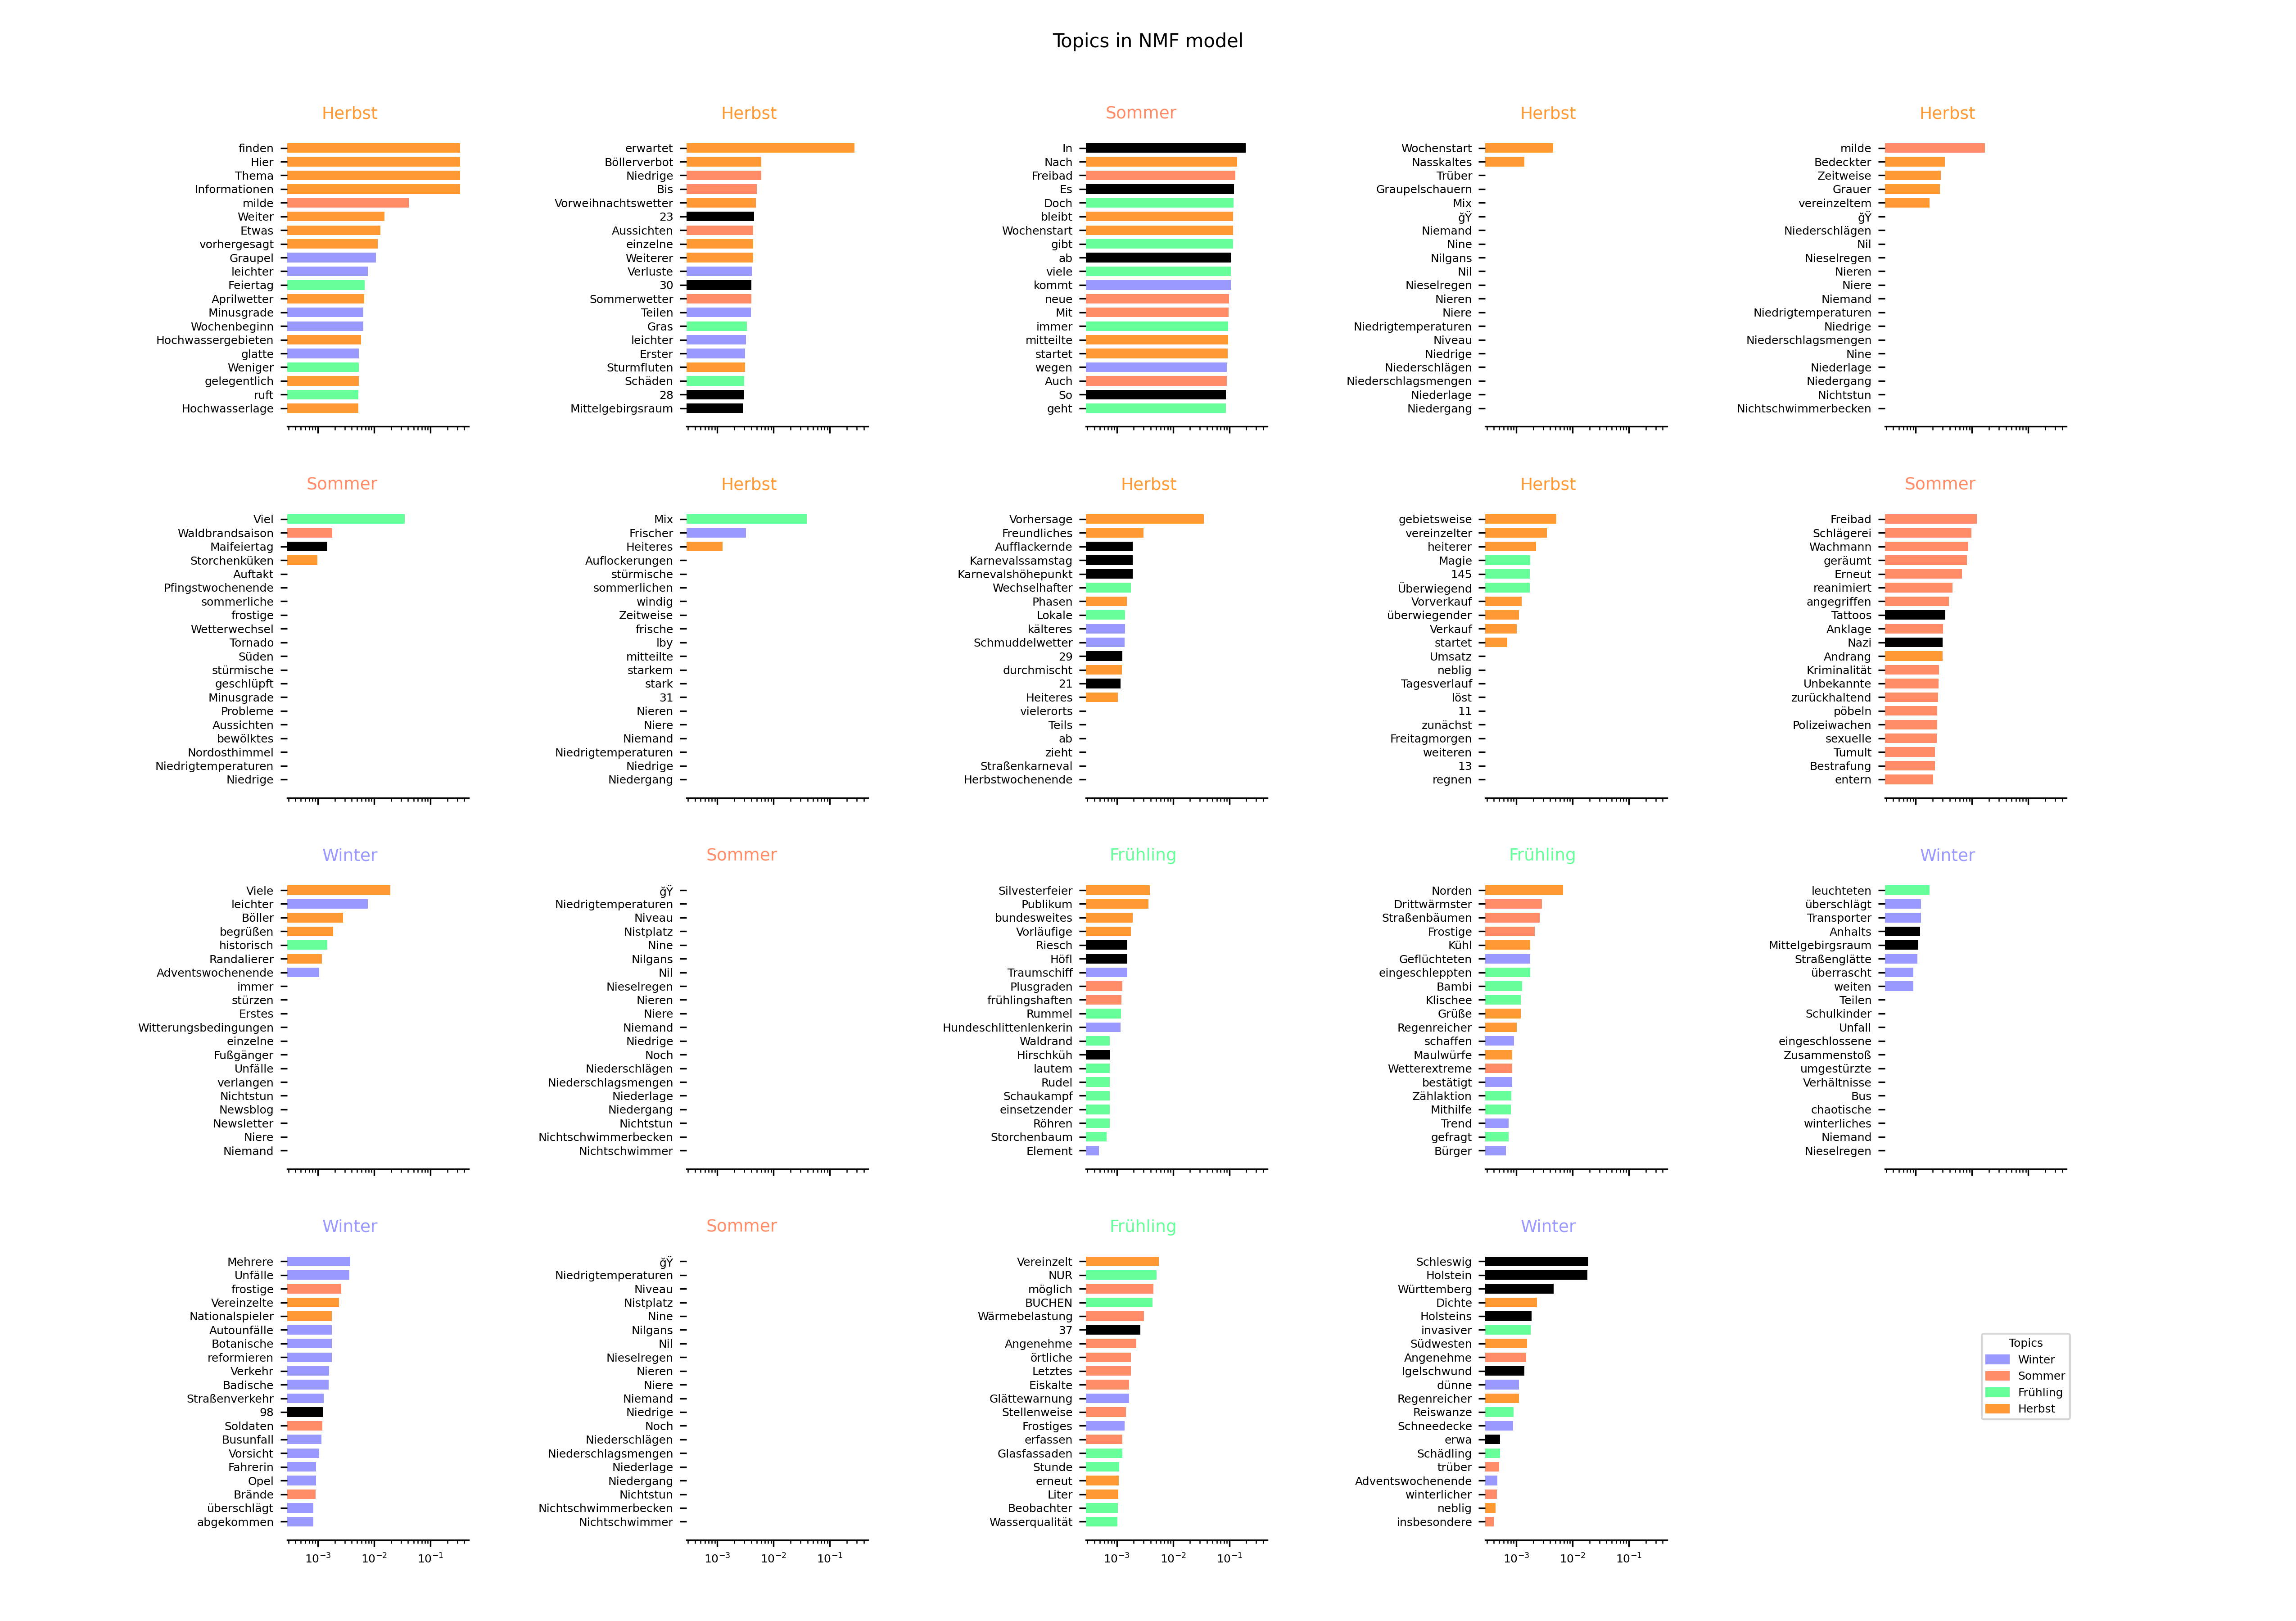 Topics in NMF model
Herbst
finden
Hier
Thema
Informationen
milde
Weiter
Etwas
vorhergesagt
Graupel
leichter
Feiertag
Aprilwetter
Minusgrade
Wochenbeginn
Hochwassergebieten
glatte
Weniger
gelegentlich
ruft
Hochwasserlage
Herbst
erwartet
Böllerverbot
Niedrige
Bis
Vorweihnachtswetter
23
Aussichten
einzelne
Weiterer
Verluste
30
Sommerwetter
Teilen
Gras
leichter
Erster
Sturmfluten
Schäden
28
Mittelgebirgsraum
Sommer
In
Nach
Freibad
Es
Doch
bleibt
Wochenstart
gibt
ab
viele
kommt
neue
Mit
immer
mitteilte
startet
wegen
Auch
So
geht
Herbst
Wochenstart
Nasskaltes
Trüber
Graupelschauern
Mix
ğŸ
Niemand
Nine
Nilgans
Nil
Nieselregen
Nieren
Niere
Niedrigtemperaturen
Niveau
Niedrige
Niederschlägen
Niederschlagsmengen
Niederlage
Niedergang
Herbst
milde
Bedeckter
Zeitweise
Grauer
vereinzeltem
ğŸ
Niederschlägen
Nil
Nieselregen
Nieren
Niere
Niemand
Niedrigtemperaturen
Niedrige
Niederschlagsmengen
Nine
Niederlage
Niedergang
Nichtstun
Nichtschwimmerbecken
Sommer
Viel
Waldbrandsaison
Maifeiertag
Storchenküken
Auftakt
Pfingstwochenende
sommerliche
frostige
Wetterwechsel
Tornado
Süden
stürmische
geschlüpft
Minusgrade
Probleme
Aussichten
bewölktes
Nordosthimmel
Niedrigtemperaturen
Niedrige
Herbst
Mix
Frischer
Heiteres
Auflockerungen
stürmische
sommerlichen
windig
Zeitweise
frische
lby
mitteilte
starkem
stark
31
Nieren
Niere
Niemand
Niedrigtemperaturen
Niedrige
Niedergang
Herbst
Vorhersage
Freundliches
Aufflackernde
Karnevalssamstag
Karnevalshöhepunkt
Wechselhafter
Phasen
Lokale
kälteres
Schmuddelwetter
29
durchmischt
21
Heiteres
vielerorts
Teils
ab
zieht
Straßenkarneval
Herbstwochenende
Herbst
gebietsweise
vereinzelter
heiterer
Magie
145
Überwiegend
Vorverkauf
überwiegender
Verkauf
startet
Umsatz
neblig
Tagesverlauf
löst
11
zunächst
Freitagmorgen
weiteren
13
regnen
Sommer
Freibad
Schlägerei
Wachmann
geräumt
Erneut
reanimiert
angegriffen
Tattoos
Anklage
Nazi
Andrang
Kriminalität
Unbekannte
zurückhaltend
pöbeln
Polizeiwachen
sexuelle
Tumult
Bestrafung
entern
Winter
Viele
leichter
Böller
begrüßen
historisch
Randalierer
Adventswochenende
immer
stürzen
Erstes
Witterungsbedingungen
einzelne
Fußgänger
Unfälle
verlangen
Nichtstun
Newsblog
Newsletter
Niere
Niemand
Sommer
ğŸ
Niedrigtemperaturen
Niveau
Nistplatz
Nine
Nilgans
Nil
Nieselregen
Nieren
Niere
Niemand
Niedrige
Noch
Niederschlägen
Niederschlagsmengen
Niederlage
Niedergang
Nichtstun
Nichtschwimmerbecken
Nichtschwimmer
Frühling
Silvesterfeier
Publikum
bundesweites
Vorläufige
Riesch
Höfl
Traumschiff
Plusgraden
frühlingshaften
Rummel
Hundeschlittenlenkerin
Waldrand
Hirschküh
lautem
Rudel
Schaukampf
einsetzender
Röhren
Storchenbaum
Element
Frühling
Norden
Drittwärmster
Straßenbäumen
Frostige
Kühl
Geflüchteten
eingeschleppten
Bambi
Klischee
Grüße
Regenreicher
schaffen
Maulwürfe
Wetterextreme
bestätigt
Zählaktion
Mithilfe
Trend
gefragt
Bürger
Winter
leuchteten
überschlägt
Transporter
Anhalts
Mittelgebirgsraum
Straßenglätte
überrascht
weiten
Teilen
Schulkinder
Unfall
eingeschlossene
Zusammenstoß
umgestürzte
Verhältnisse
Bus
chaotische
winterliches
Niemand
Nieselregen
Winter
Mehrere
Unfälle
frostige
Vereinzelte
Nationalspieler
Autounfälle
Botanische
reformieren
Verkehr
Badische
Straßenverkehr
98
Soldaten
Busunfall
Vorsicht
Fahrerin
Opel
Brände
überschlägt
abgekommen
10⁻³ 10⁻² 10⁻¹
Sommer
ğŸ
Niedrigtemperaturen
Niveau
Nistplatz
Nine
Nilgans
Nil
Nieselregen
Nieren
Niere
Niemand
Niedrige
Noch
Niederschlägen
Niederschlagsmengen
Niederlage
Niedergang
Nichtstun
Nichtschwimmerbecken
Nichtschwimmer
10⁻³ 10⁻² 10⁻¹
Frühling
Vereinzelt
NUR
möglich
BUCHEN
Wärmebelastung
37
Angenehme
örtliche
Letztes
Eiskalte
Glättewarnung
Stellenweise
Frostiges
erfassen
Glasfassaden
Stunde
erneut
Liter
Beobachter
Wasserqualität
10⁻³ 10⁻² 10⁻¹
Winter
Schleswig
Holstein
Württemberg
Dichte
Holsteins
invasiver
Südwesten
Angenehme
Igelschwund
dünne
Regenreicher
Reiswanze
Schneedecke
erwa
Schädling
trüber
Adventswochenende
winterlicher
neblig
insbesondere
10⁻³ 10⁻² 10⁻¹
Topics
Winter
Sommer
Frühling
Herbst